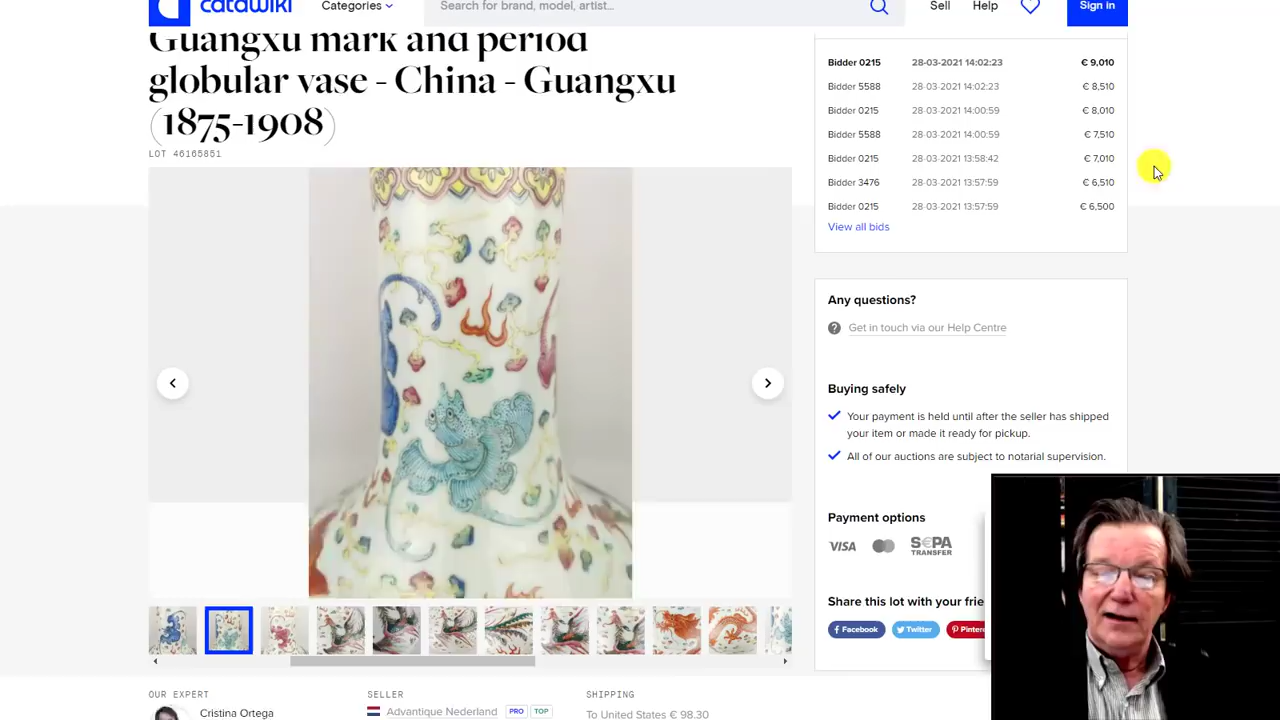 catawiki
Categories
Search for brand, model, artist...
Sell
Help
Sign in
Guangxu mark and period
globular vase - China - Guangxu
(1875-1908)
LOT 46165851
Bidder 0215 28-03-2021 14:02:23 € 9,010
Bidder 5588 28-03-2021 14:02:23 € 8,510
Bidder 0215 28-03-2021 14:00:59 € 8,010
Bidder 5588 28-03-2021 14:00:59 € 7,510
Bidder 0215 28-03-2021 13:58:42 € 7,010
Bidder 3476 28-03-2021 13:57:59 € 6,510
Bidder 0215 28-03-2021 13:57:59 € 6,500
View all bids
Any questions?
? Get in touch via our Help Centre
Buying safely
Your payment is held until after the seller has shipped
your item or made it ready for pickup.
All of our auctions are subject to notarial supervision.
Payment options
VISA
S€PA
TRANSFER
Share this lot with your frie
Facebook
Twitter
Pintere
OUR EXPERT
Cristina Ortega
SELLER
Advantique Nederland PRO TOP
SHIPPING
To United States € 98.30